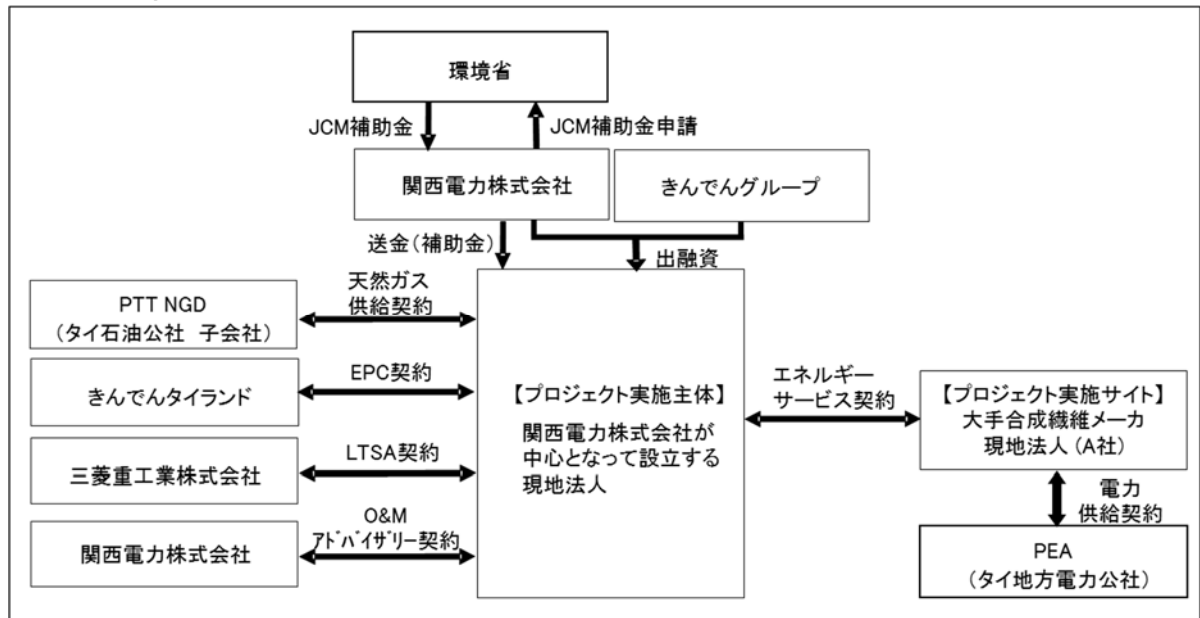 環境省
JCM補助金
JCM補助金申請
関西電力株式会社
きんでんグループ
送金(補助金)
出融資
天然ガス
供給契約
PTT NGD
(タイ石油公社 子会社)
EPC契約
きんでんタイランド
LTSA契約
三菱重工業株式会社
O&M
アドバイザリー契約
関西電力株式会社
【プロジェクト実施主体】
関西電力株式会社が
中心となって設立する
現地法人
エネルギー
サービス契約
【プロジェクト実施サイト】
大手合成繊維メーカ
現地法人(A社)
電力
供給契約
PEA
(タイ地方電力公社)